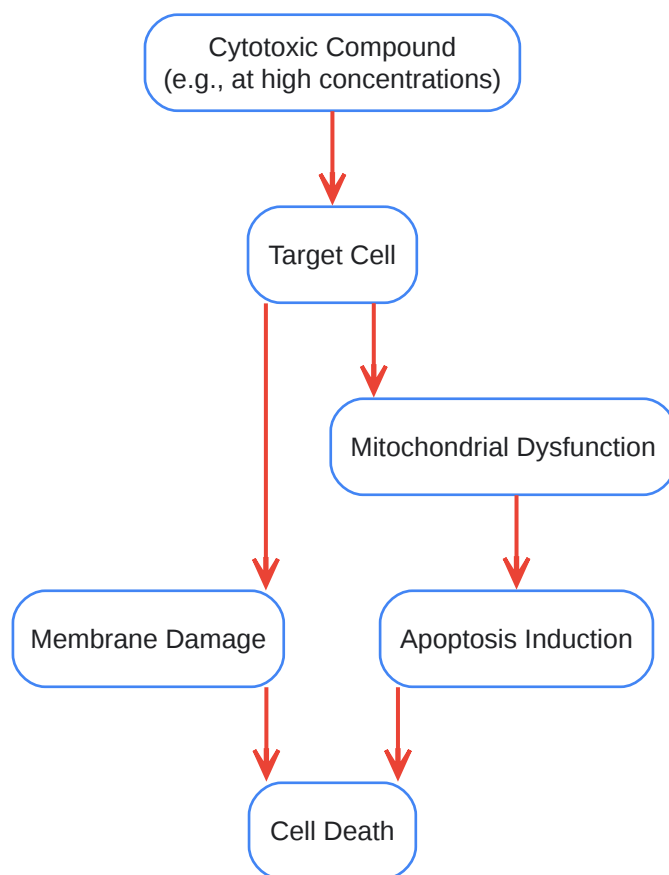 Cytotoxic Compound
(e.g., at high concentrations)
Target Cell
Mitochondrial Dysfunction
Membrane Damage
Apoptosis Induction
Cell Death